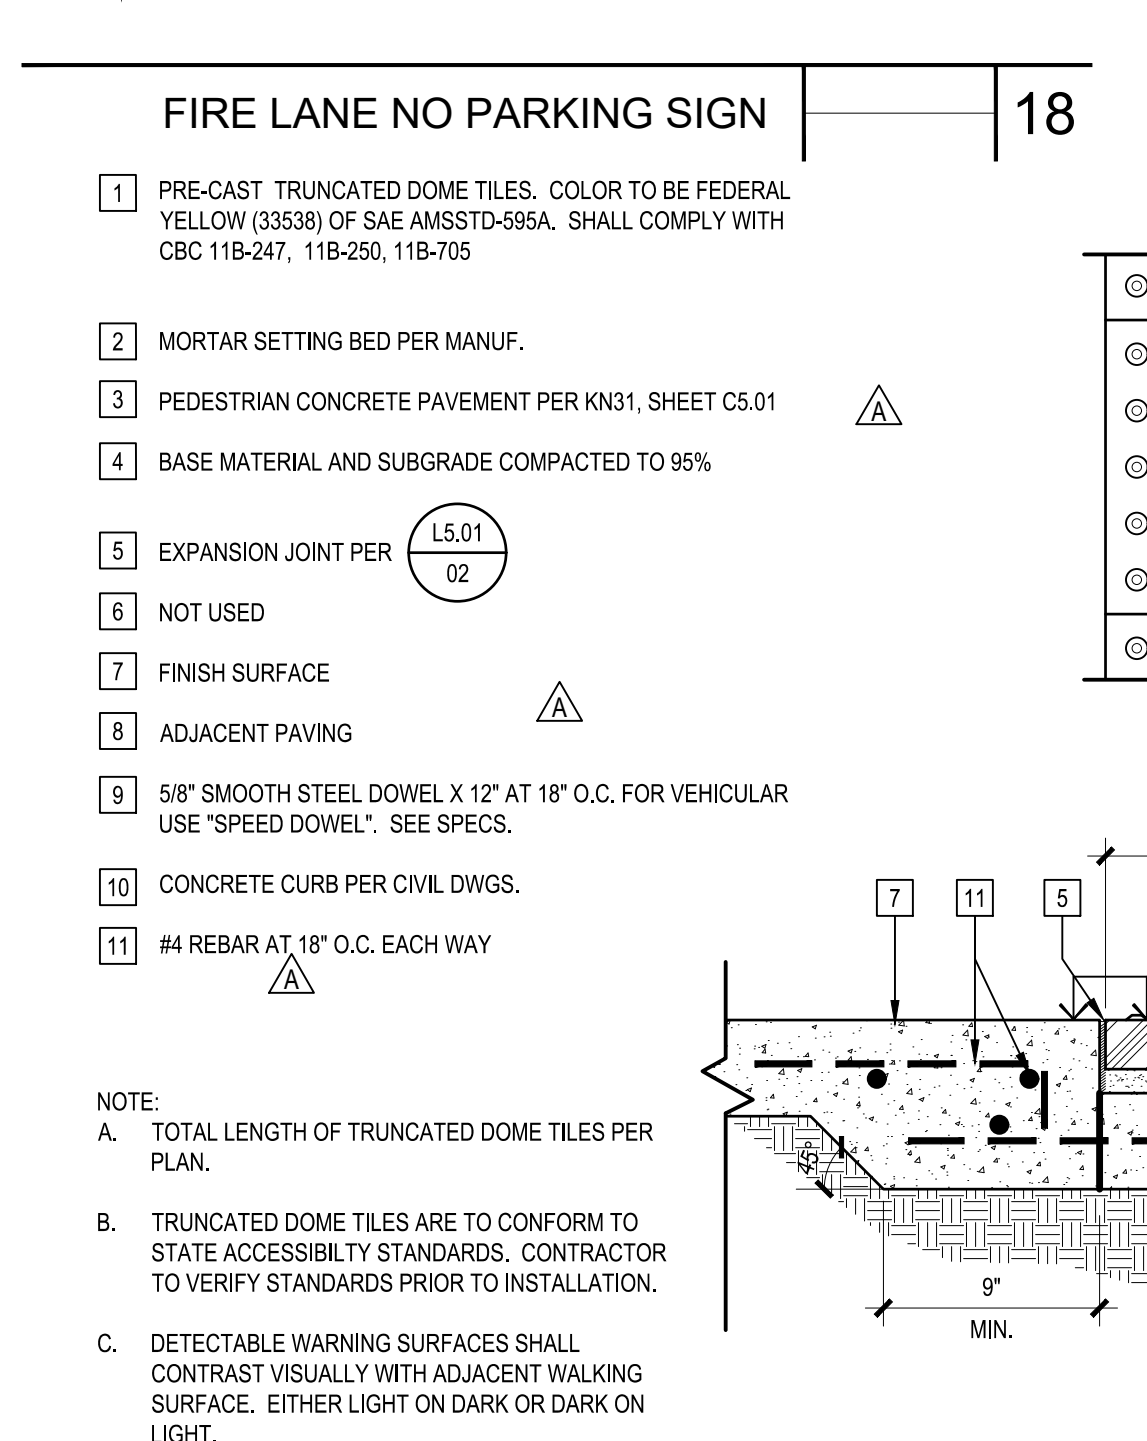 FIRE LANE NO PARKING SIGN
18
1 PRE-CAST TRUNCATED DOME TILES. COLOR TO BE FEDERAL
YELLOW (33538) OF SAE AMSSTD-595A. SHALL COMPLY WITH
CBC 11B-247, 11B-250, 11B-705
2 MORTAR SETTING BED PER MANUF.
3 PEDESTRIAN CONCRETE PAVEMENT PER KN31, SHEET C5.01
A
4 BASE MATERIAL AND SUBGRADE COMPACTED TO 95%
5 EXPANSION JOINT PER
L5.01
02
6 NOT USED
7 FINISH SURFACE
A
8 ADJACENT PAVING
9 5/8" SMOOTH STEEL DOWEL X 12" AT 18" O.C. FOR VEHICULAR
USE "SPEED DOWEL". SEE SPECS.
10 CONCRETE CURB PER CIVIL DWGS.
11 #4 REBAR AT 18" O.C. EACH WAY
A
NOTE:
A. TOTAL LENGTH OF TRUNCATED DOME TILES PER
PLAN.
B. TRUNCATED DOME TILES ARE TO CONFORM TO
STATE ACCESSIBILTY STANDARDS. CONTRACTOR
TO VERIFY STANDARDS PRIOR TO INSTALLATION.
C. DETECTABLE WARNING SURFACES SHALL
CONTRAST VISUALLY WITH ADJACENT WALKING
SURFACE. EITHER LIGHT ON DARK OR DARK ON
LIGHT.
7 11 5
45°
9"
MIN.